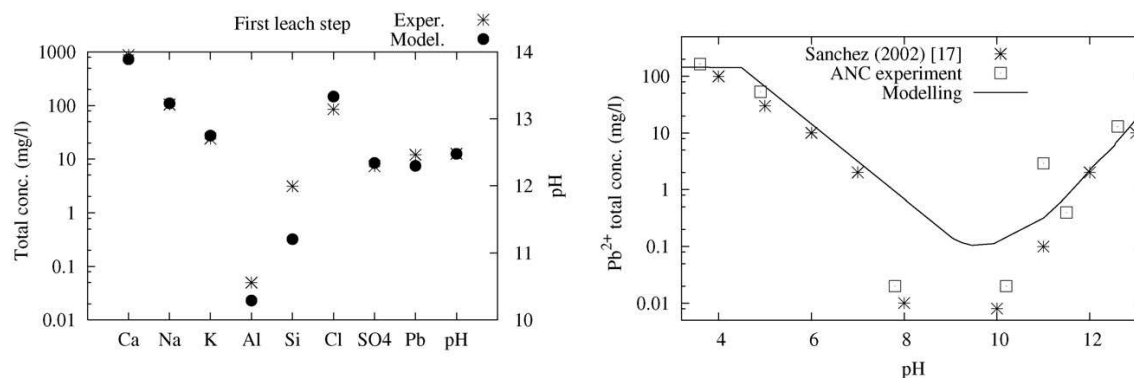 First leach step
Exper.
Model.
Total conc. (mg/l)
1000
100
10
1
0.1
0.01
14
13
12
11
10
pH
Ca Na K Al Si Cl SO4 Pb pH
Sanchez (2002) [17]
ANC experiment
Modelling
Pb2+ total conc. (mg/l)
100
10
1
0.1
0.01
4 6 8 10 12
pH